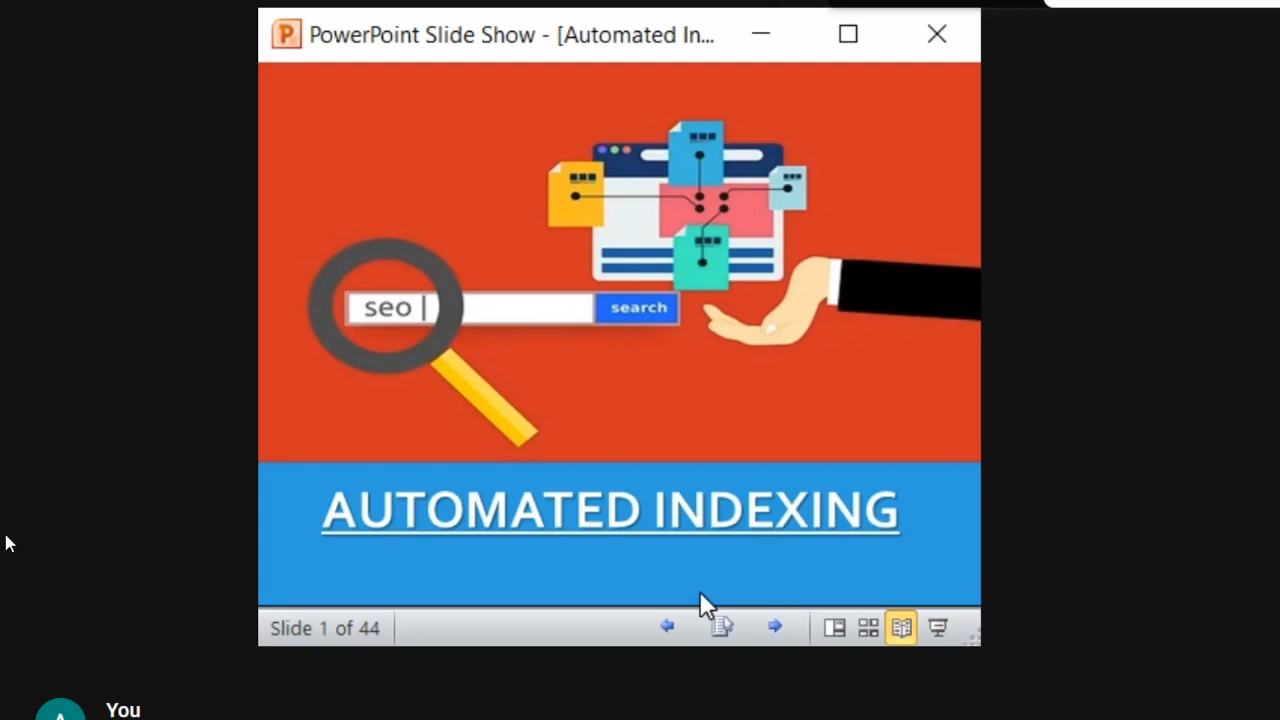 PowerPoint Slide Show - [Automated In...
seo |
search
AUTOMATED INDEXING
Slide 1 of 44
You